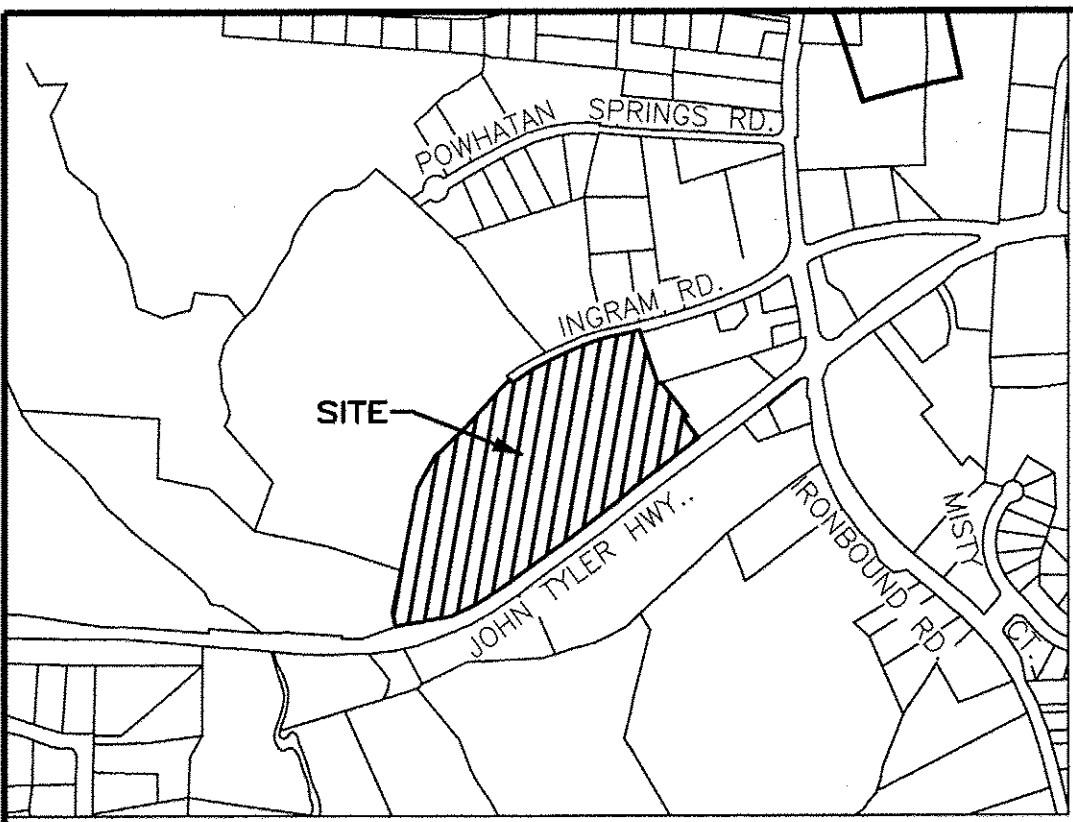 POWHATAN SPRINGS RD.
INGRAM RD.
SITE
JOHN TYLER HWY..
IRONBOUND RD.
MISTY
CT.